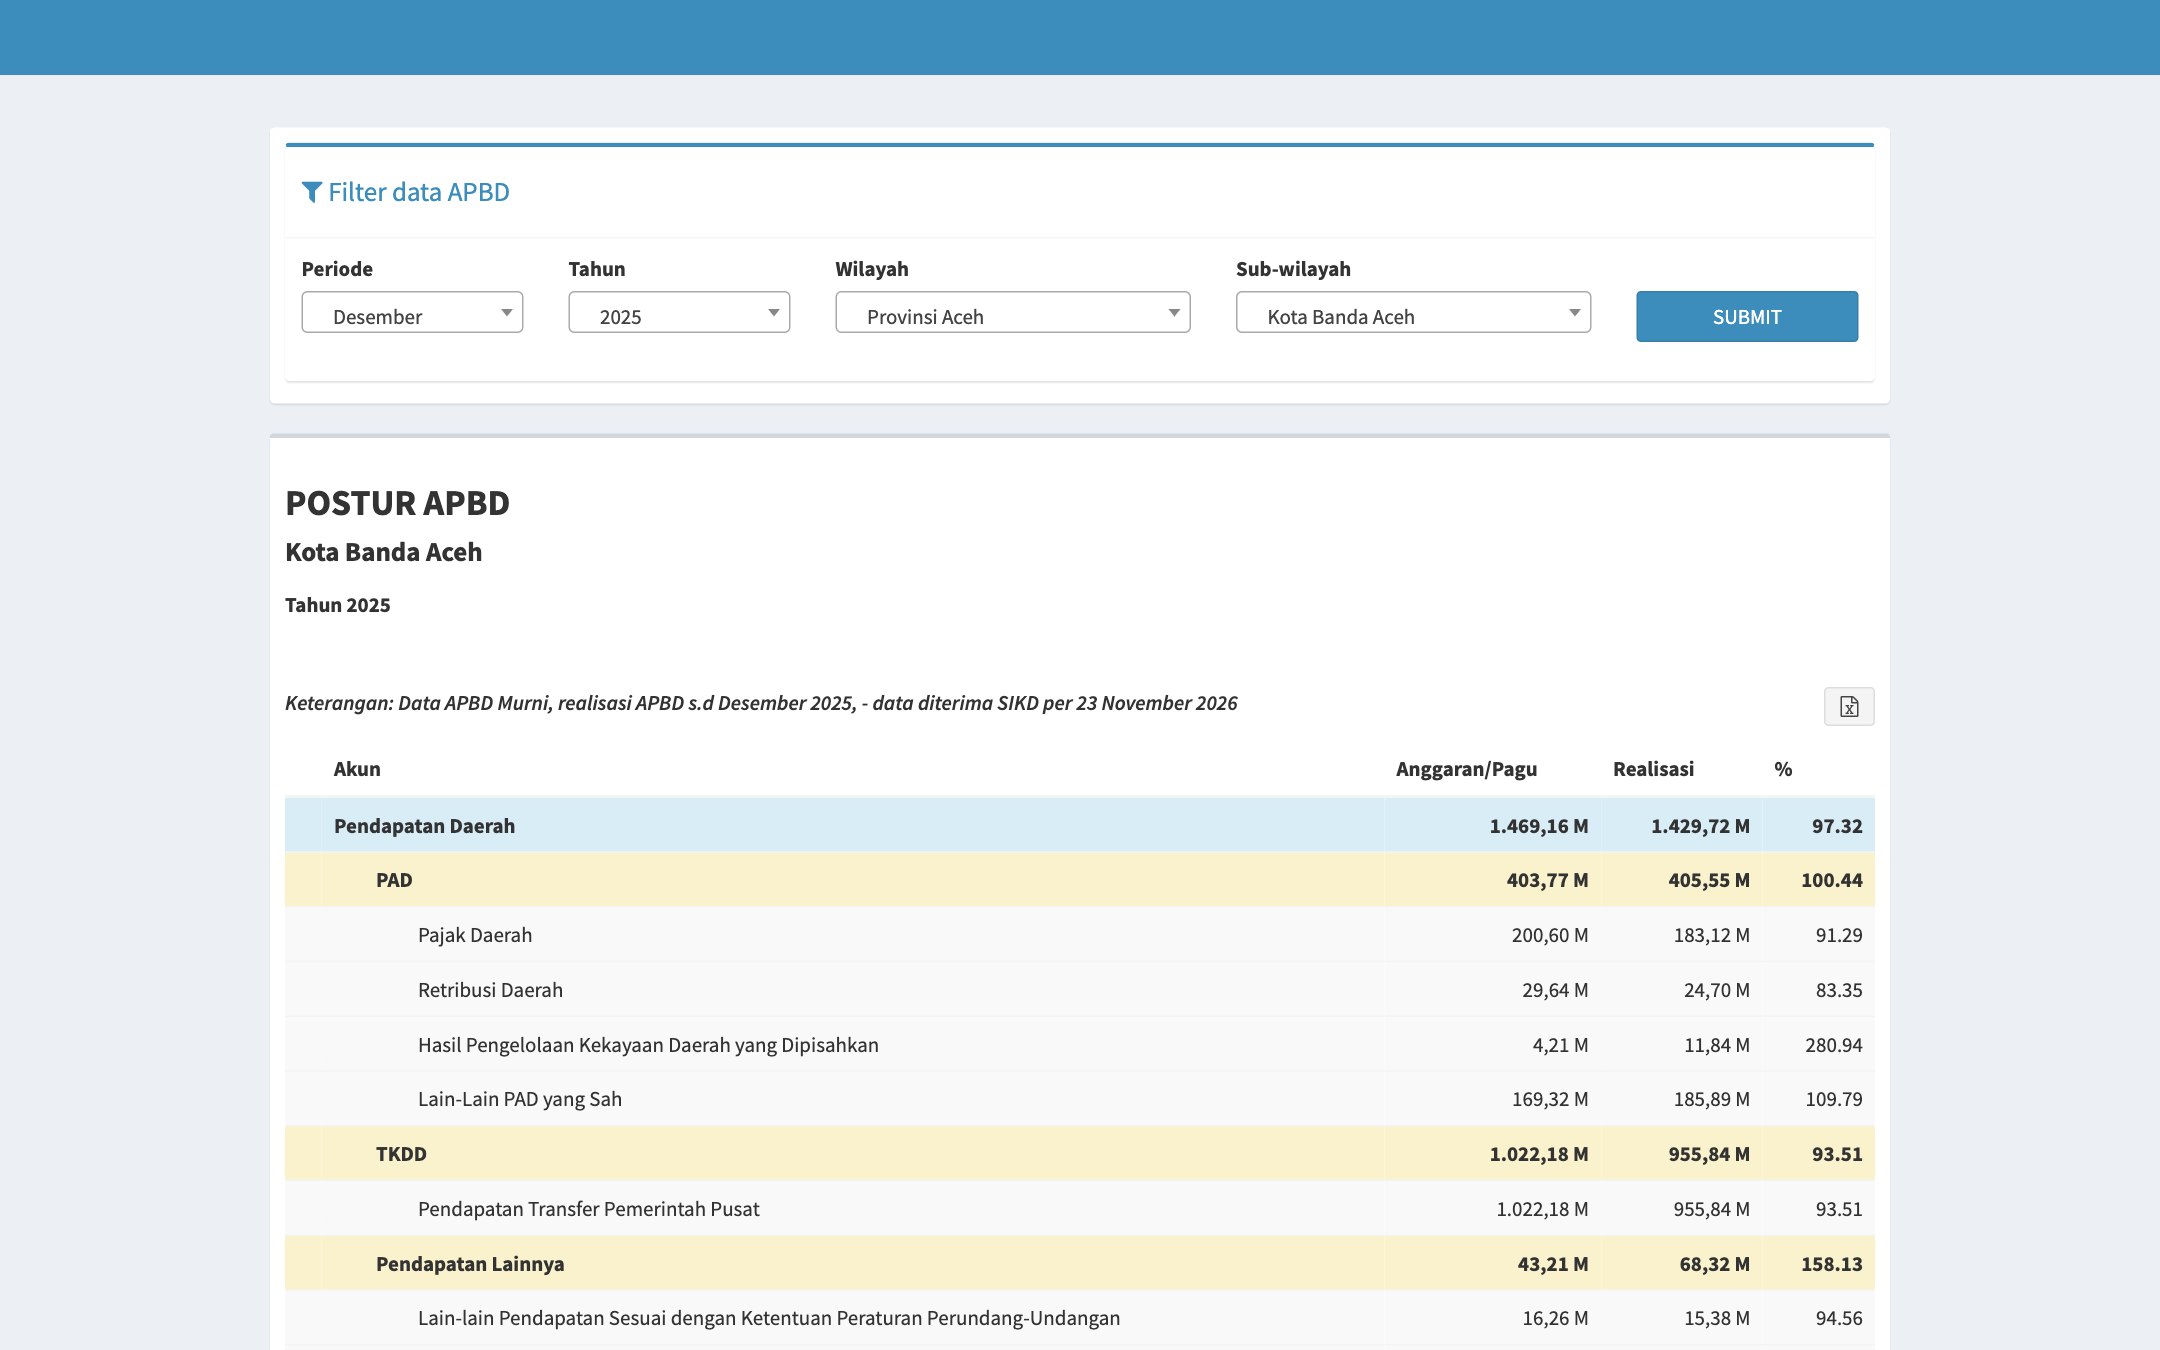 Filter data APBD
Periode Tahun Wilayah Sub-wilayah
Desember 2025 Provinsi Aceh Kota Banda Aceh SUBMIT
POSTUR APBD
Kota Banda Aceh
Tahun 2025
Keterangan: Data APBD Murni, realisasi APBD s.d Desember 2025, - data diterima SIKD per 23 November 2026
Akun Anggaran/Pagu Realisasi %
Pendapatan Daerah 1.469,16 M 1.429,72 M 97.32
PAD 403,77 M 405,55 M 100.44
Pajak Daerah 200,60 M 183,12 M 91.29
Retribusi Daerah 29,64 M 24,70 M 83.35
Hasil Pengelolaan Kekayaan Daerah yang Dipisahkan 4,21 M 11,84 M 280.94
Lain-Lain PAD yang Sah 169,32 M 185,89 M 109.79
TKDD 1.022,18 M 955,84 M 93.51
Pendapatan Transfer Pemerintah Pusat 1.022,18 M 955,84 M 93.51
Pendapatan Lainnya 43,21 M 68,32 M 158.13
Lain-lain Pendapatan Sesuai dengan Ketentuan Peraturan Perundang-Undangan 16,26 M 15,38 M 94.56